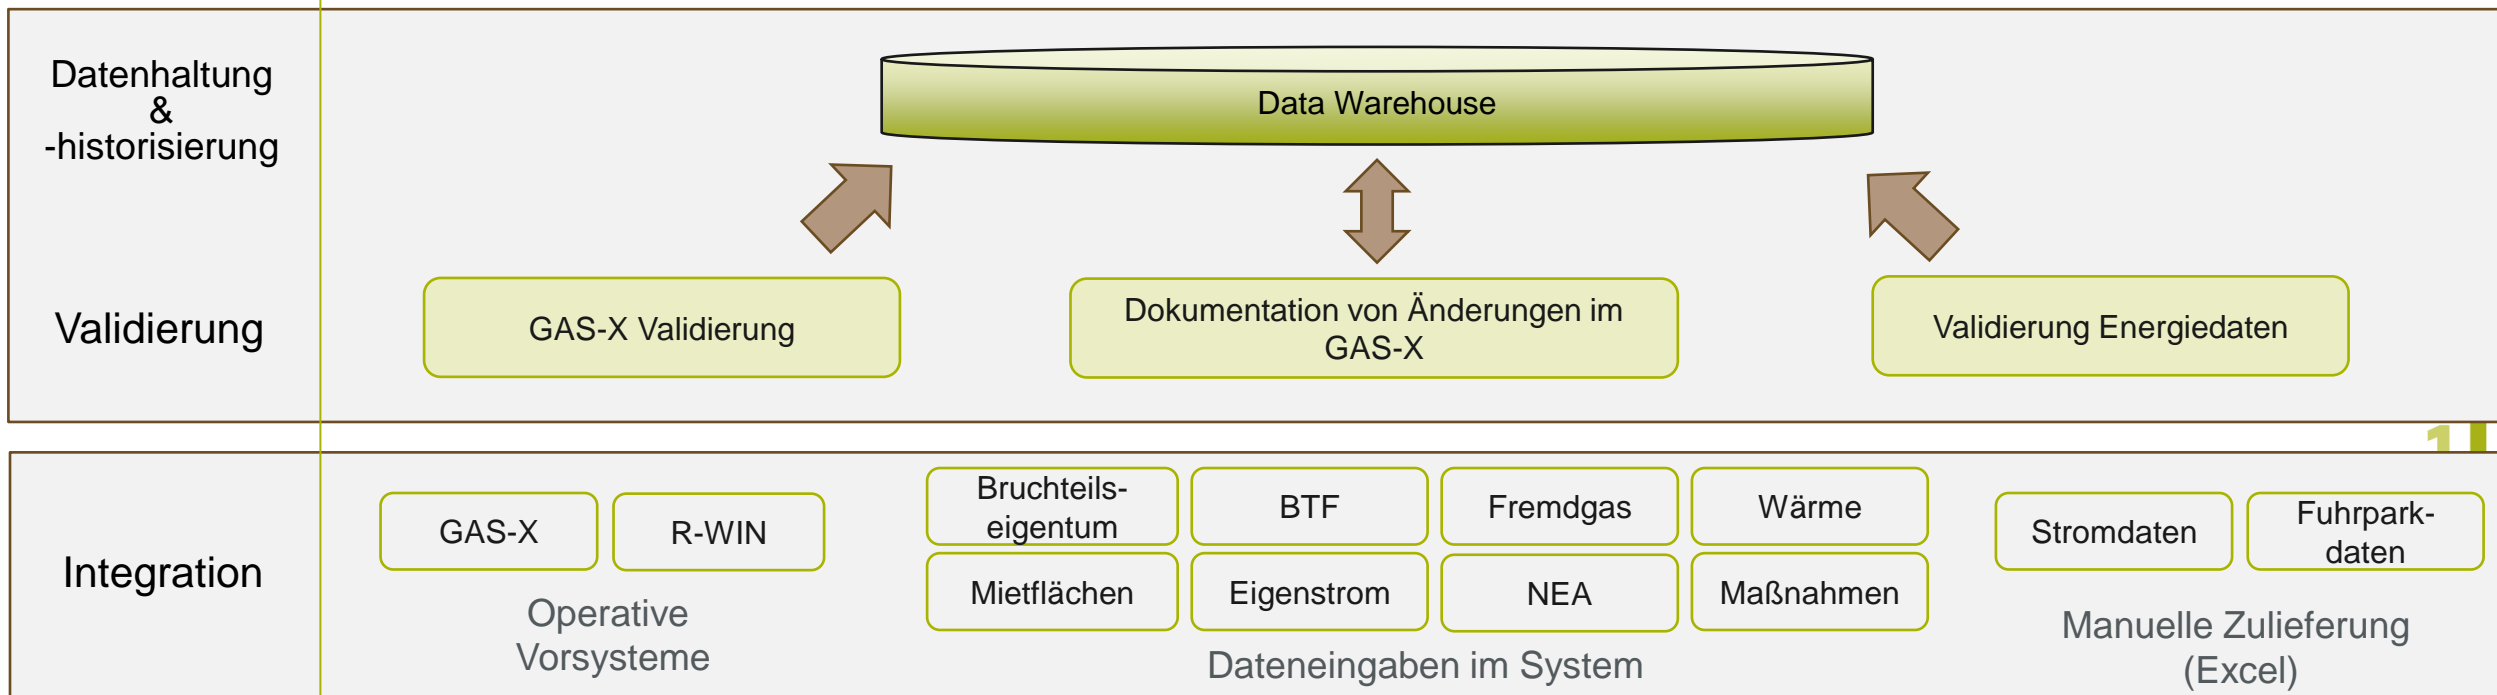 Datenhaltung
&
-historisierung
Data Warehouse
Validierung
GAS-X Validierung
Dokumentation von Änderungen im
GAS-X
Validierung Energiedaten
Integration
GAS-X
R-WIN
Operative
Vorsysteme
Bruchteils-
eigentum
BTF
Fremdgas
Wärme
Mietflächen
Eigenstrom
NEA
Maßnahmen
Dateneingaben im System
Stromdaten
Fuhrpark-
daten
Manuelle Zulieferung
(Excel)